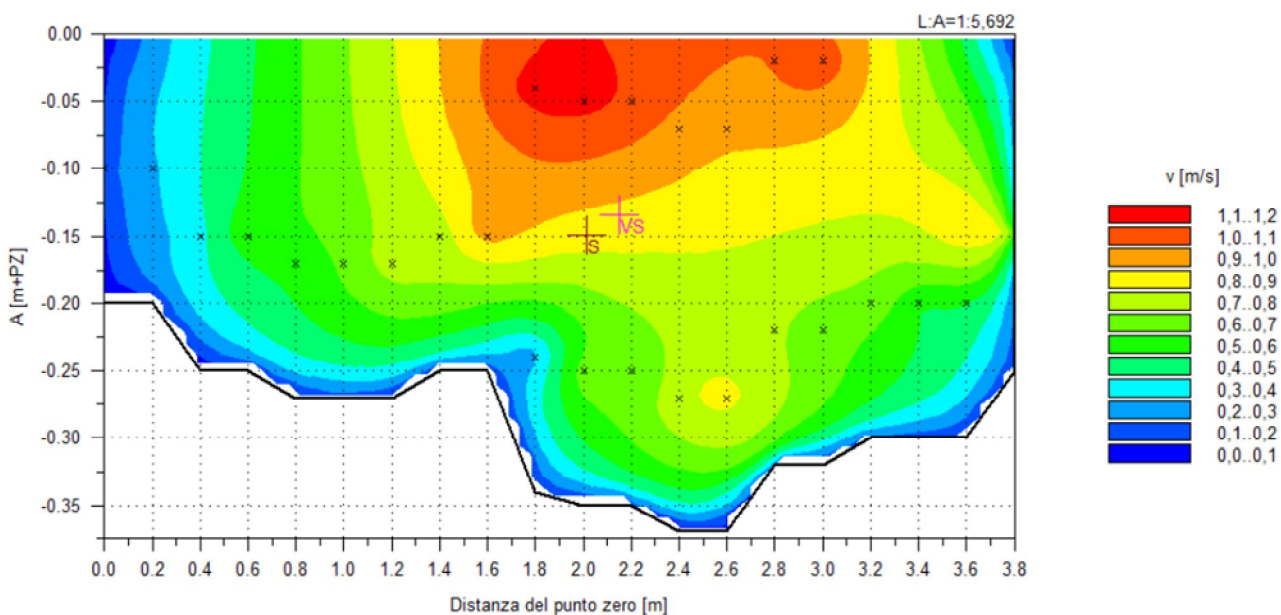 L:A=1:5,692
0.00
-0.05
-0.10
-0.15
-0.20
-0.25
-0.30
-0.35
A [m+PZ]
VS
S
0.0 0.2 0.4 0.6 0.8 1.0 1.2 1.4 1.6 1.8 2.0 2.2 2.4 2.6 2.8 3.0 3.2 3.4 3.6 3.8
Distanza del punto zero [m]
v [m/s]
1,1..1,2
1,0..1,1
0,9..1,0
0,8..0,9
0,7..0,8
0,6..0,7
0,5..0,6
0,4..0,5
0,3..0,4
0,2..0,3
0,1..0,2
0,0..0,1